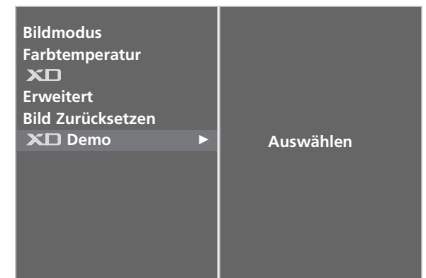 Bildmodus
Farbtemperatur
XD
Erweitert
Bild Zurücksetzen
XD Demo ►
Auswählen